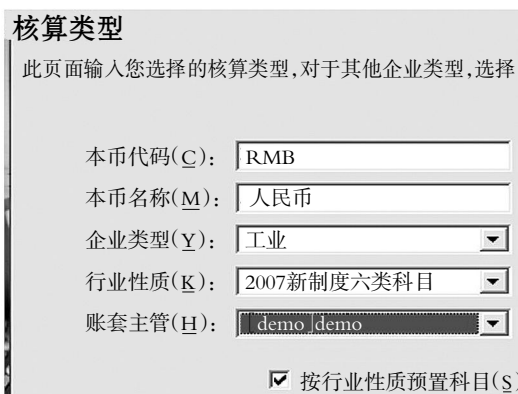 核算类型
此页面输入您选择的核算类型,对于其他企业类型,选择
本币代码(C): RMB
本币名称(M): 人民币
企业类型(Y): 工业
行业性质(K): 2007新制度六类科目
账套主管(H): [demo]demo
按行业性质预置科目(S)